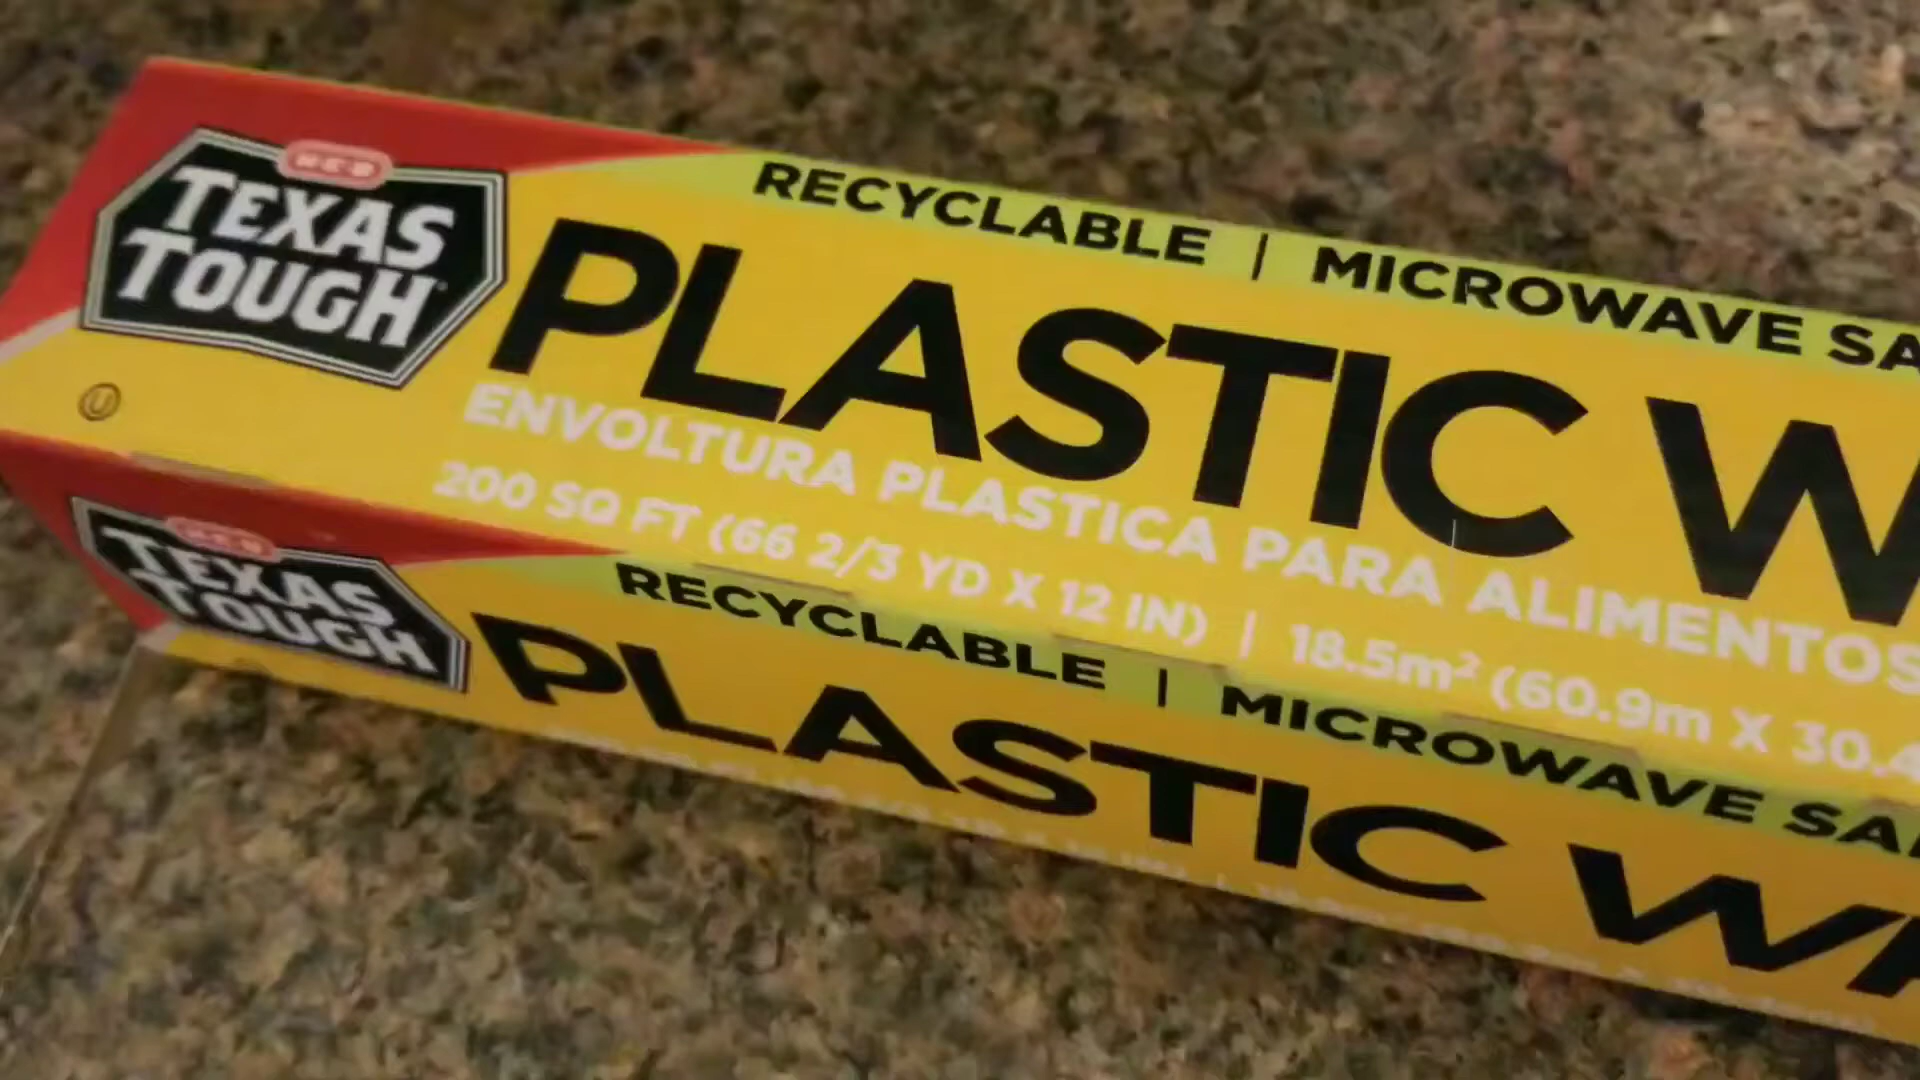 H-E-B
TEXAS
TOUGH
RECYCLABLE | MICROWAVE SA
PLASTIC W
ENVOLTURA PLASTICA PARA ALIMENTOS
200 SQ FT (66 2/3 YD X 12 IN) | 18.5m² (60.9m X 30.4
U
H-E-B
TEXAS
TOUGH
RECYCLABLE | MICROWAVE SA
PLASTIC W